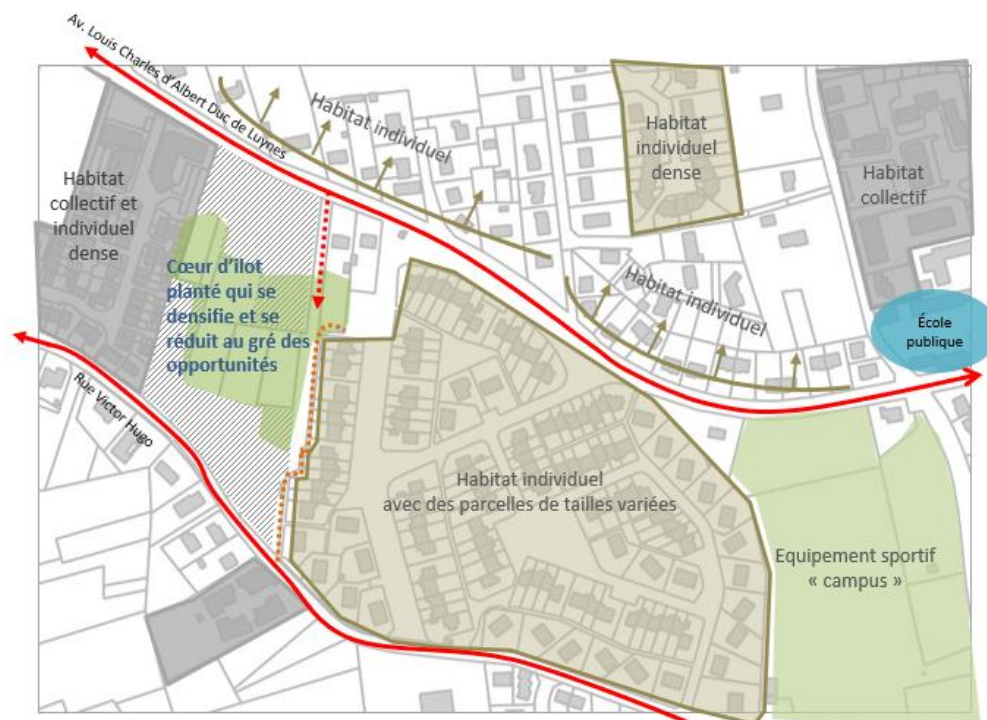 Av. Louis Charles d'Albert Duc de Luynes
Habitat individuel
Habitat
individuel
dense
Habitat
collectif
Habitat
collectif et
individuel
dense
Cœur d'ilot
planté qui se
densifie et se
réduit au gré des
opportunités
Habitat individuel
École
publique
Rue Victor Hugo
Habitat individuel
avec des parcelles de tailles variées
Equipement sportif
« campus »